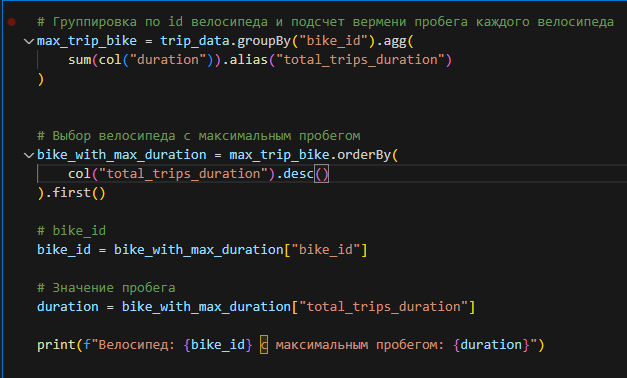 # Группировка по id велосипеда и подсчет вермени пробега каждого велосипеда
max_trip_bike = trip_data.groupBy("bike_id").agg(
    sum(col("duration")).alias("total_trips_duration")
)
# Выбор велосипеда с максимальным пробегом
bike_with_max_duration = max_trip_bike.orderBy(
    col("total_trips_duration").desc()
).first()
# bike_id
bike_id = bike_with_max_duration["bike_id"]
# Значение пробега
duration = bike_with_max_duration["total_trips_duration"]
print(f"Велосипед: {bike_id} с максимальным пробегом: {duration}")